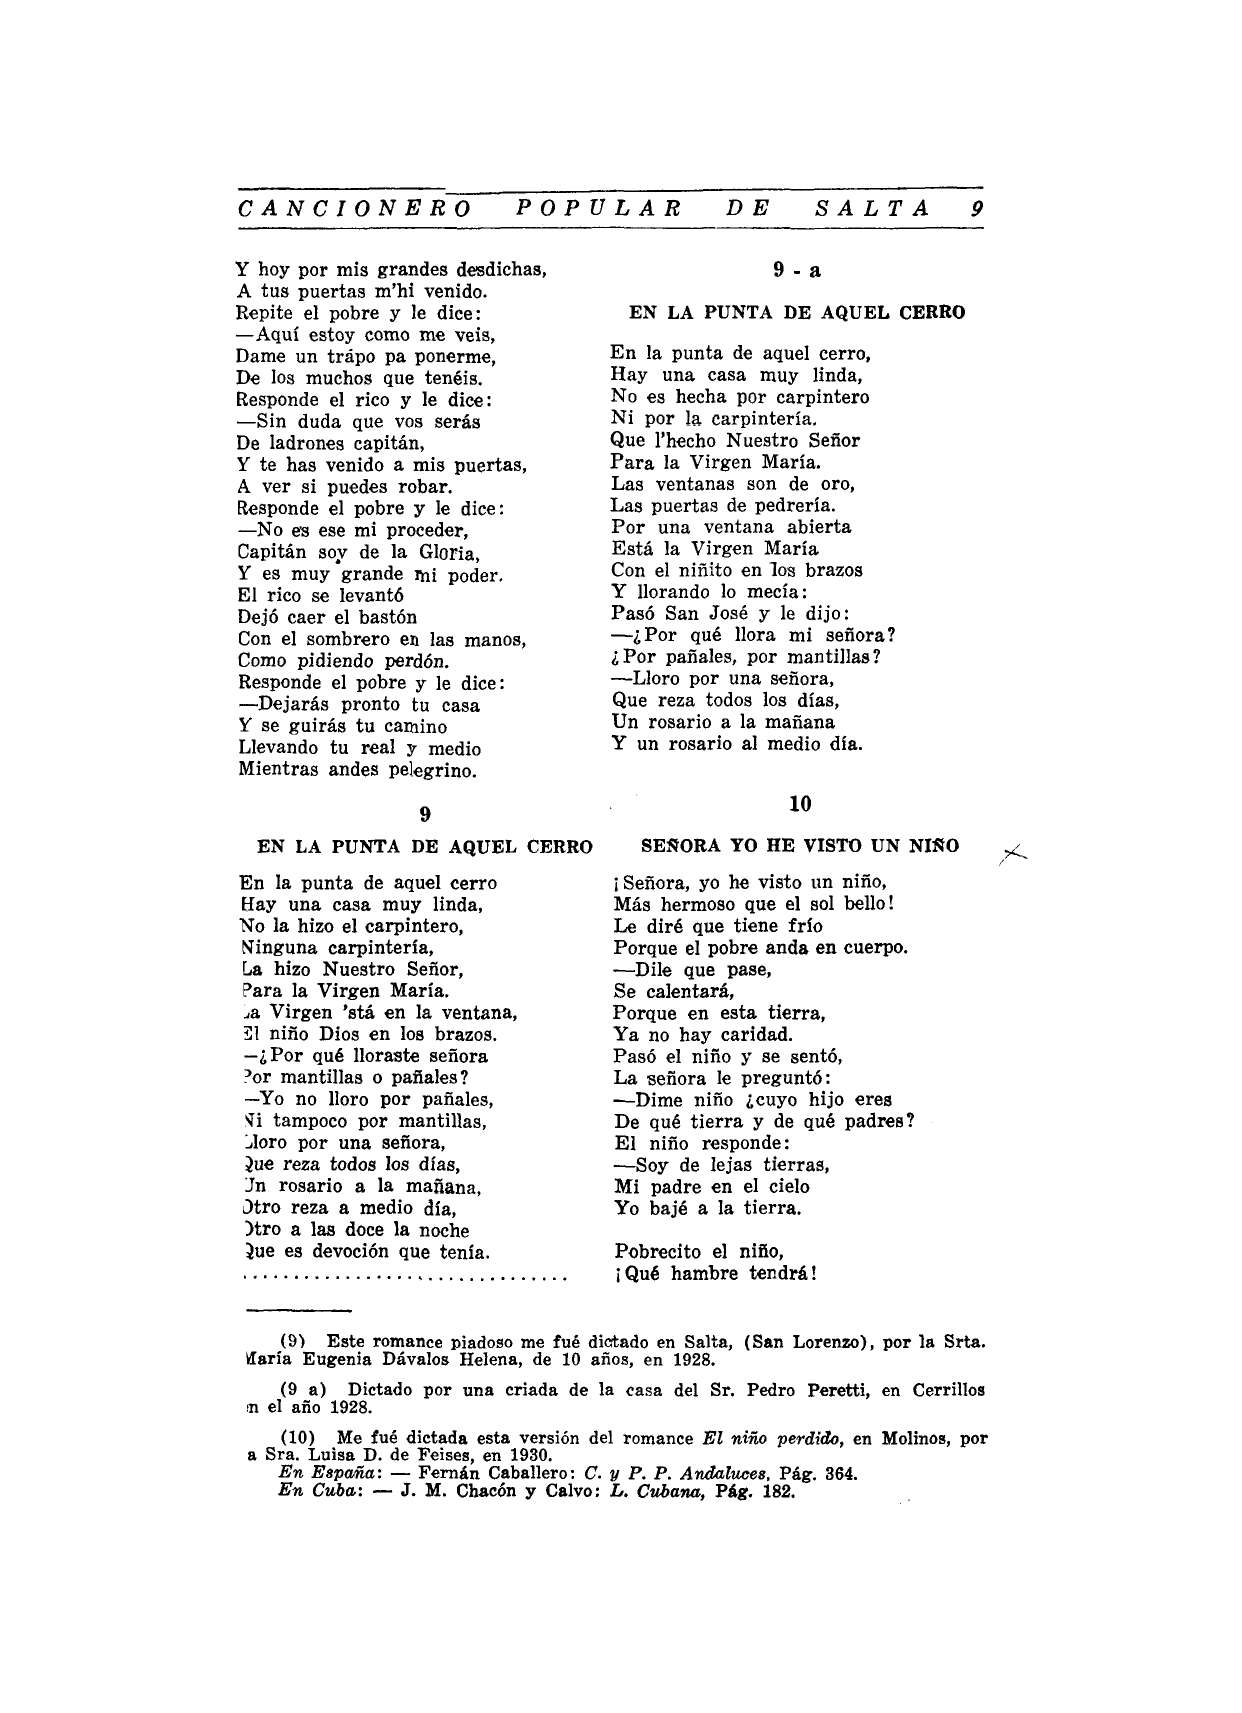 CANCIONERO POPULAR DE SALTA 9
Y hoy por mis grandes desdichas,
A tus puertas m'hi venido.
Repite el pobre y le dice:
—Aquí estoy como me veis,
Dame un trápo pa ponerme,
De los muchos que tenéis.
Responde el rico y le dice:
—Sin duda que vos serás
De ladrones capitán,
Y te has venido a mis puertas,
A ver si puedes robar.
Responde el pobre y le dice:
—No es ese mi proceder,
Capitán soy de la Gloria,
Y es muy grande mi poder.
El rico se levantó
Dejó caer el bastón
Con el sombrero en las manos,
Como pidiendo perdón.
Responde el pobre y le dice:
—Dejarás pronto tu casa
Y se guirás tu camino
Llevando tu real y medio
Mientras andes pelegrino.
9
EN LA PUNTA DE AQUEL CERRO
En la punta de aquel cerro
Hay una casa muy linda,
No la hizo el carpintero,
Ninguna carpintería,
La hizo Nuestro Señor,
Para la Virgen María.
La Virgen 'stá en la ventana,
El niño Dios en los brazos.
—¿Por qué lloraste señora
Por mantillas o pañales?
—Yo no lloro por pañales,
Ni tampoco por mantillas,
Lloro por una señora,
Que reza todos los días,
Un rosario a la mañana,
Otro reza a medio día,
Otro a las doce la noche
Que es devoción que tenía.
................................
9 - a
EN LA PUNTA DE AQUEL CERRO
En la punta de aquel cerro,
Hay una casa muy linda,
No es hecha por carpintero
Ni por la carpintería.
Que l'hecho Nuestro Señor
Para la Virgen María.
Las ventanas son de oro,
Las puertas de pedrería.
Por una ventana abierta
Está la Virgen María
Con el niñito en los brazos
Y llorando lo mecía:
Pasó San José y le dijo:
—¿Por qué llora mi señora?
¿Por pañales, por mantillas?
—Lloro por una señora,
Que reza todos los días,
Un rosario a la mañana
Y un rosario al medio día.
10
SEÑORA YO HE VISTO UN NIÑO
¡Señora, yo he visto un niño,
Más hermoso que el sol bello!
Le diré que tiene frío
Porque el pobre anda en cuerpo.
—Dile que pase,
Se calentará,
Porque en esta tierra,
Ya no hay caridad.
Pasó el niño y se sentó,
La señora le preguntó:
—Dime niño ¿cuyo hijo eres
De qué tierra y de qué padres?
El niño responde:
—Soy de lejas tierras,
Mi padre en el cielo
Yo bajé a la tierra.
Pobrecito el niño,
¡Qué hambre tendrá!
(9) Este romance piadoso me fué dictado en Salta, (San Lorenzo), por la Srta.
María Eugenia Dávalos Helena, de 10 años, en 1928.
(9 a) Dictado por una criada de la casa del Sr. Pedro Peretti, en Cerrillos
en el año 1928.
(10) Me fué dictada esta versión del romance El niño perdido, en Molinos, por
a Sra. Luisa D. de Feises, en 1930.
En España: — Fernán Caballero: C. y P. P. Andaluces, Pág. 364.
En Cuba: — J. M. Chacón y Calvo: L. Cubana, Pág. 182.